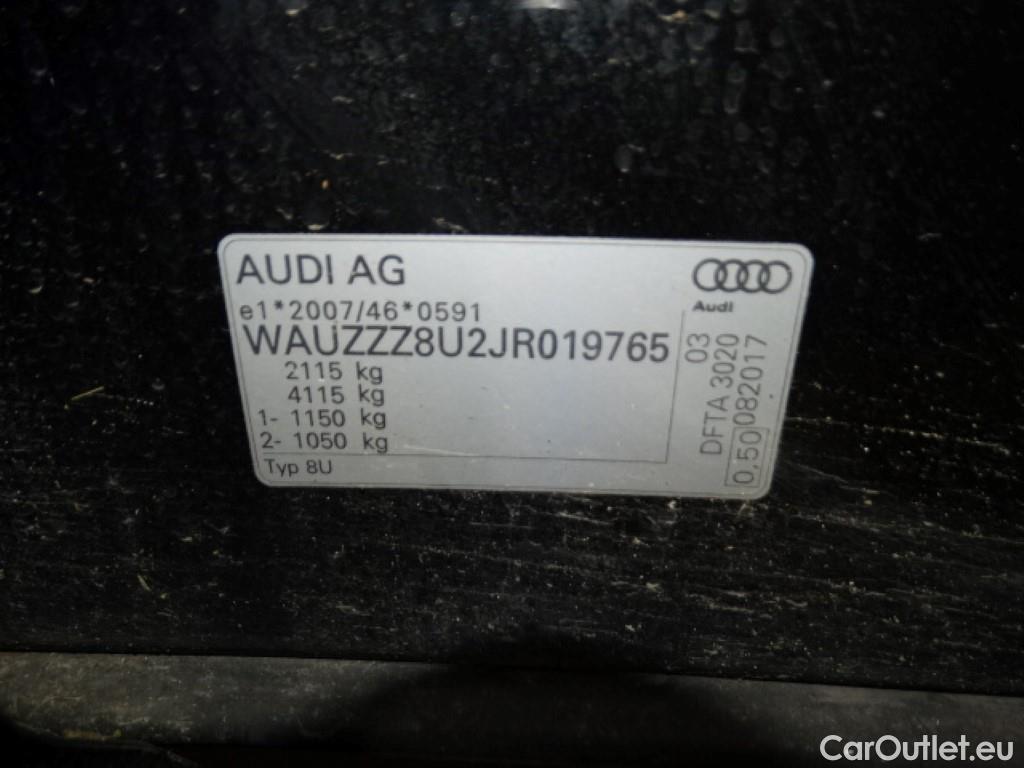 AUDI AG
Audi
e1*2007/46*0591
WAUZZZ8U2JR019765
2115 kg
4115 kg
1- 1150 kg
2- 1050 kg
Typ 8U
03
DFTA 3020
0,50 082017
CarOutlet.eu